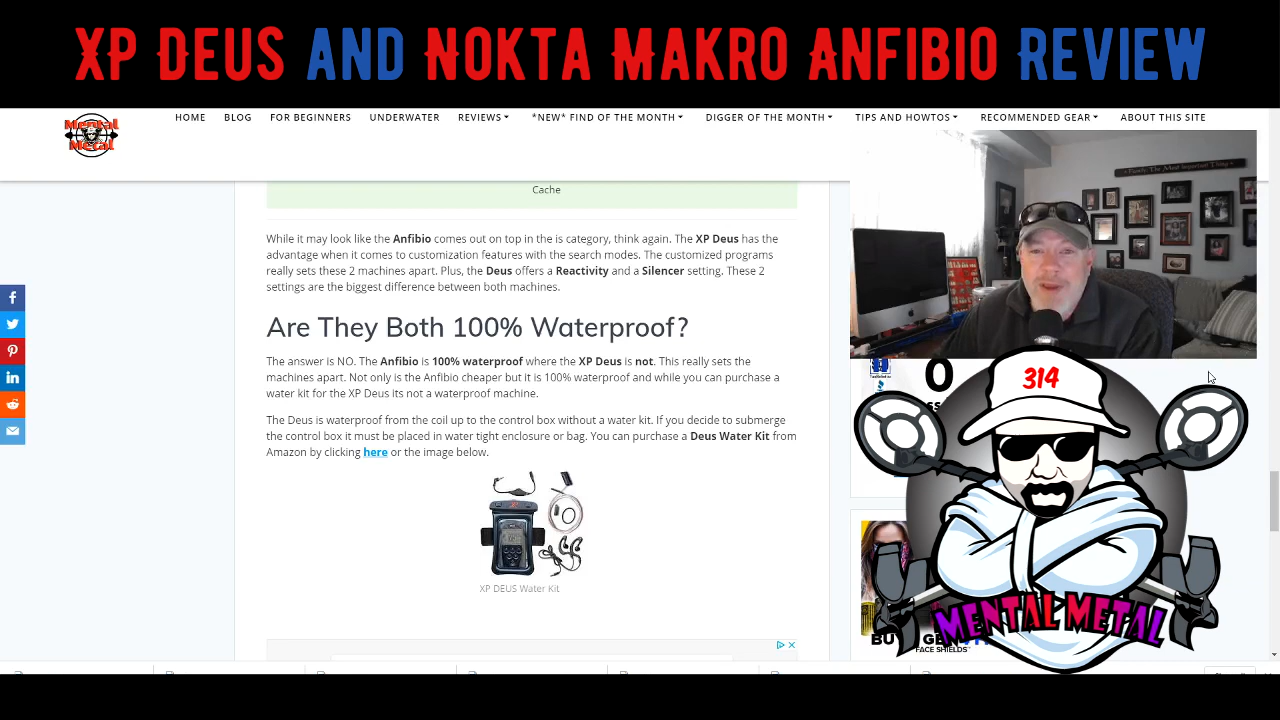 XP DEUS AND NOKTA MAKRO ANFIBIO REVIEW
Mental
Metal
HOME BLOG FOR BEGINNERS UNDERWATER REVIEWS *NEW* FIND OF THE MONTH DIGGER OF THE MONTH TIPS AND HOWTOS RECOMMENDED GEAR ABOUT THIS SITE
Cache
While it may look like the Anfibio comes out on top in the is category, think again. The XP Deus has the
advantage when it comes to customization features with the search modes. The customized programs
really sets these 2 machines apart. Plus, the Deus offers a Reactivity and a Silencer setting. These 2
settings are the biggest difference between both machines.
Are They Both 100% Waterproof?
The answer is NO. The Anfibio is 100% waterproof where the XP Deus is not. This really sets the
machines apart. Not only is the Anfibio cheaper but it is 100% waterproof and while you can purchase a
water kit for the XP Deus its not a waterproof machine.
The Deus is waterproof from the coil up to the control box without a water kit. If you decide to submerge
the control box it must be placed in water tight enclosure or bag. You can purchase a Deus Water Kit from
Amazon by clicking here or the image below.
XP DEUS Water Kit
314
MENTAL METAL
FACE SHIELDS